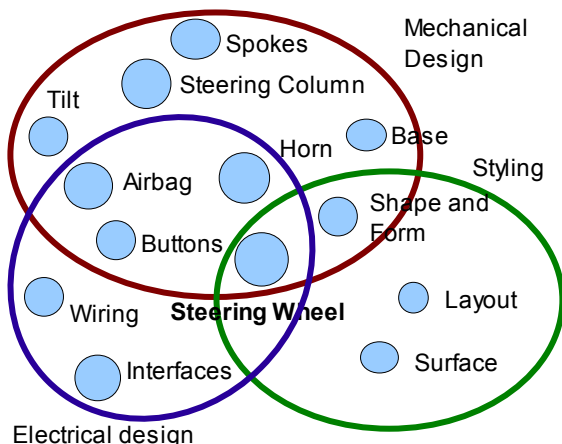 Spokes
Mechanical
Design
Steering Column
Tilt
Horn
Base
Styling
Airbag
Shape and
Form
Buttons
Wiring
Steering Wheel
Layout
Interfaces
Surface
Electrical design